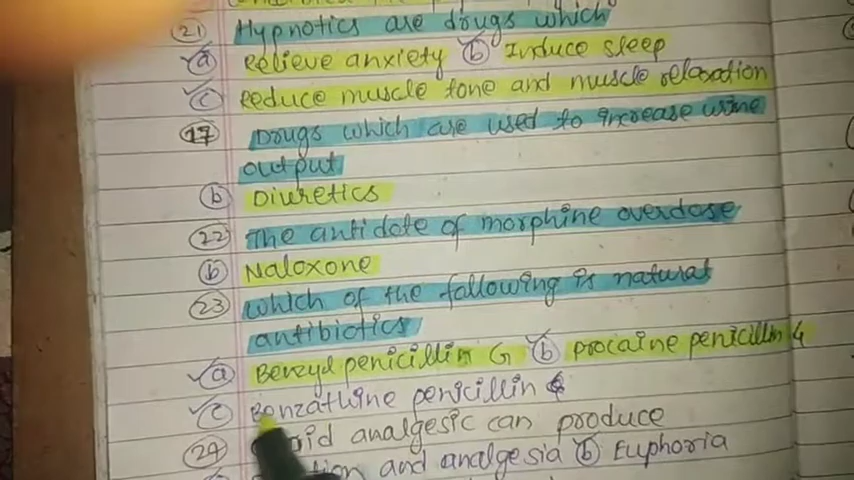 (21) Hypnotics are drugs which
(a) Relieve anxiety (b) Induce sleep
(c) Reduce muscle tone and muscle relaxation
(17) Drugs which are used to increase urine
output
(b) Diuretics
(22) The antidote of morphine overdose
(b) Naloxone
(23) which of the following is natural
antibiotics
(a) Benzyl penicillin G (b) procaine penicillin G
(c) Benzathine penicillin G
(24) analgesic can produce
and analgesia (b) Euphoria